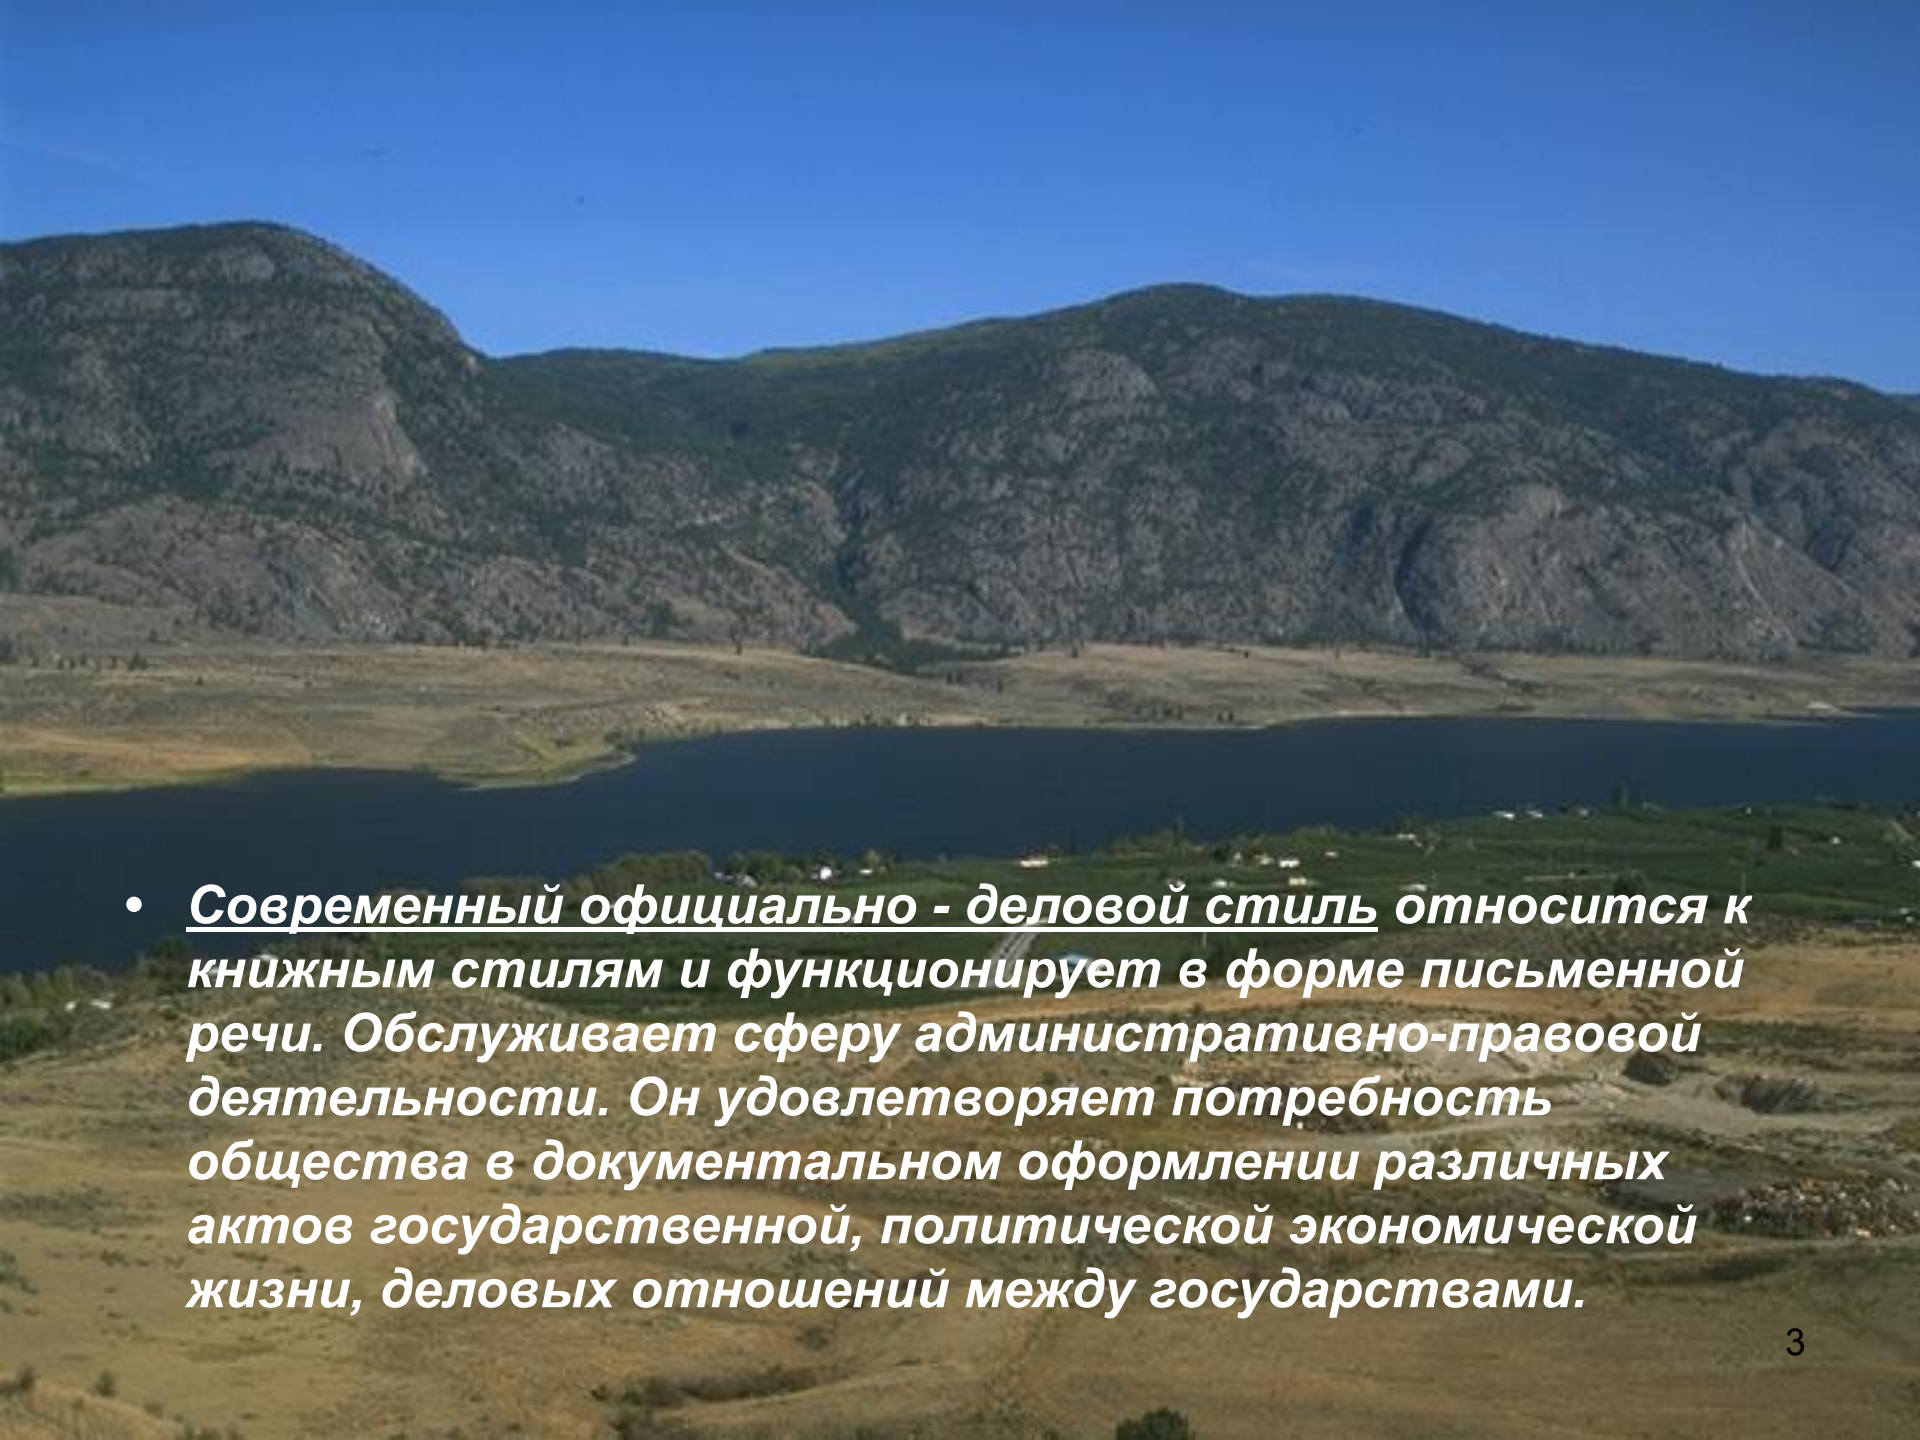 • Современный официально - деловой стиль относится к
книжным стилям и функционирует в форме письменной
речи. Обслуживает сферу административно-правовой
деятельности. Он удовлетворяет потребность
общества в документальном оформлении различных
актов государственной, политической экономической
жизни, деловых отношений между государствами.
3